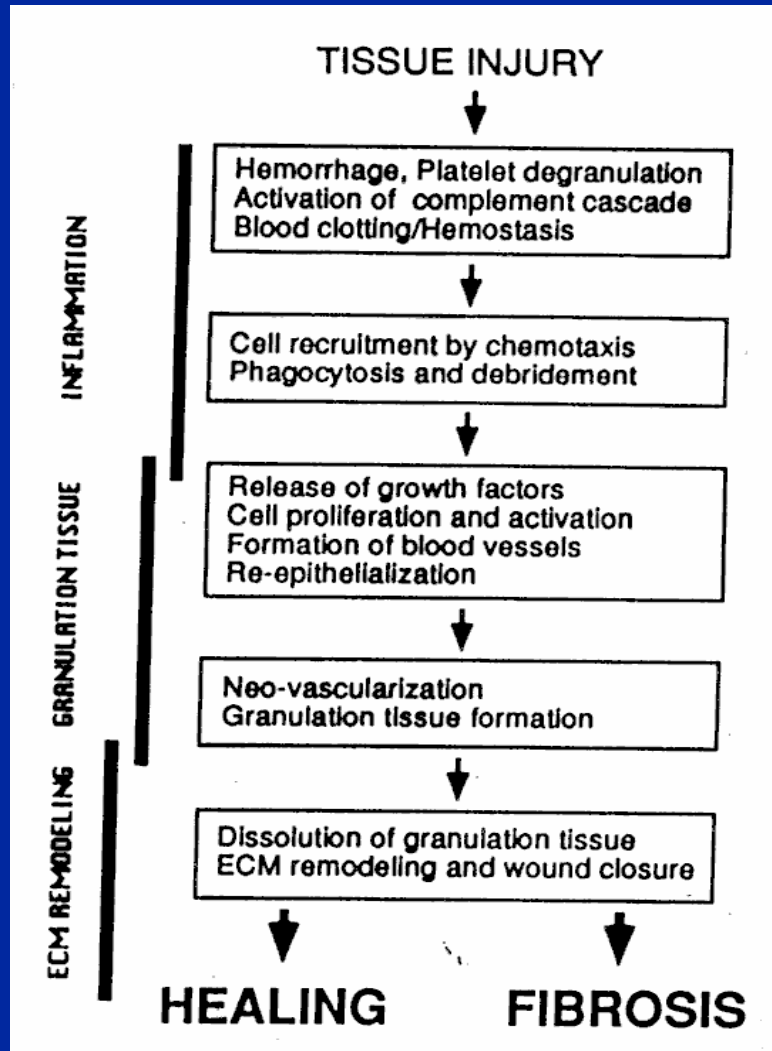 TISSUE INJURY
Hemorrhage, Platelet degranulation
Activation of complement cascade
Blood clotting/Hemostasis
INFLAMMATION
Cell recruitment by chemotaxis
Phagocytosis and debridement
Release of growth factors
Cell proliferation and activation
Formation of blood vessels
Re-epithelialization
GRANULATION TISSUE
Neo-vascularization
Granulation tissue formation
Dissolution of granulation tissue
ECM remodeling and wound closure
ECM REMODELING
HEALING
FIBROSIS